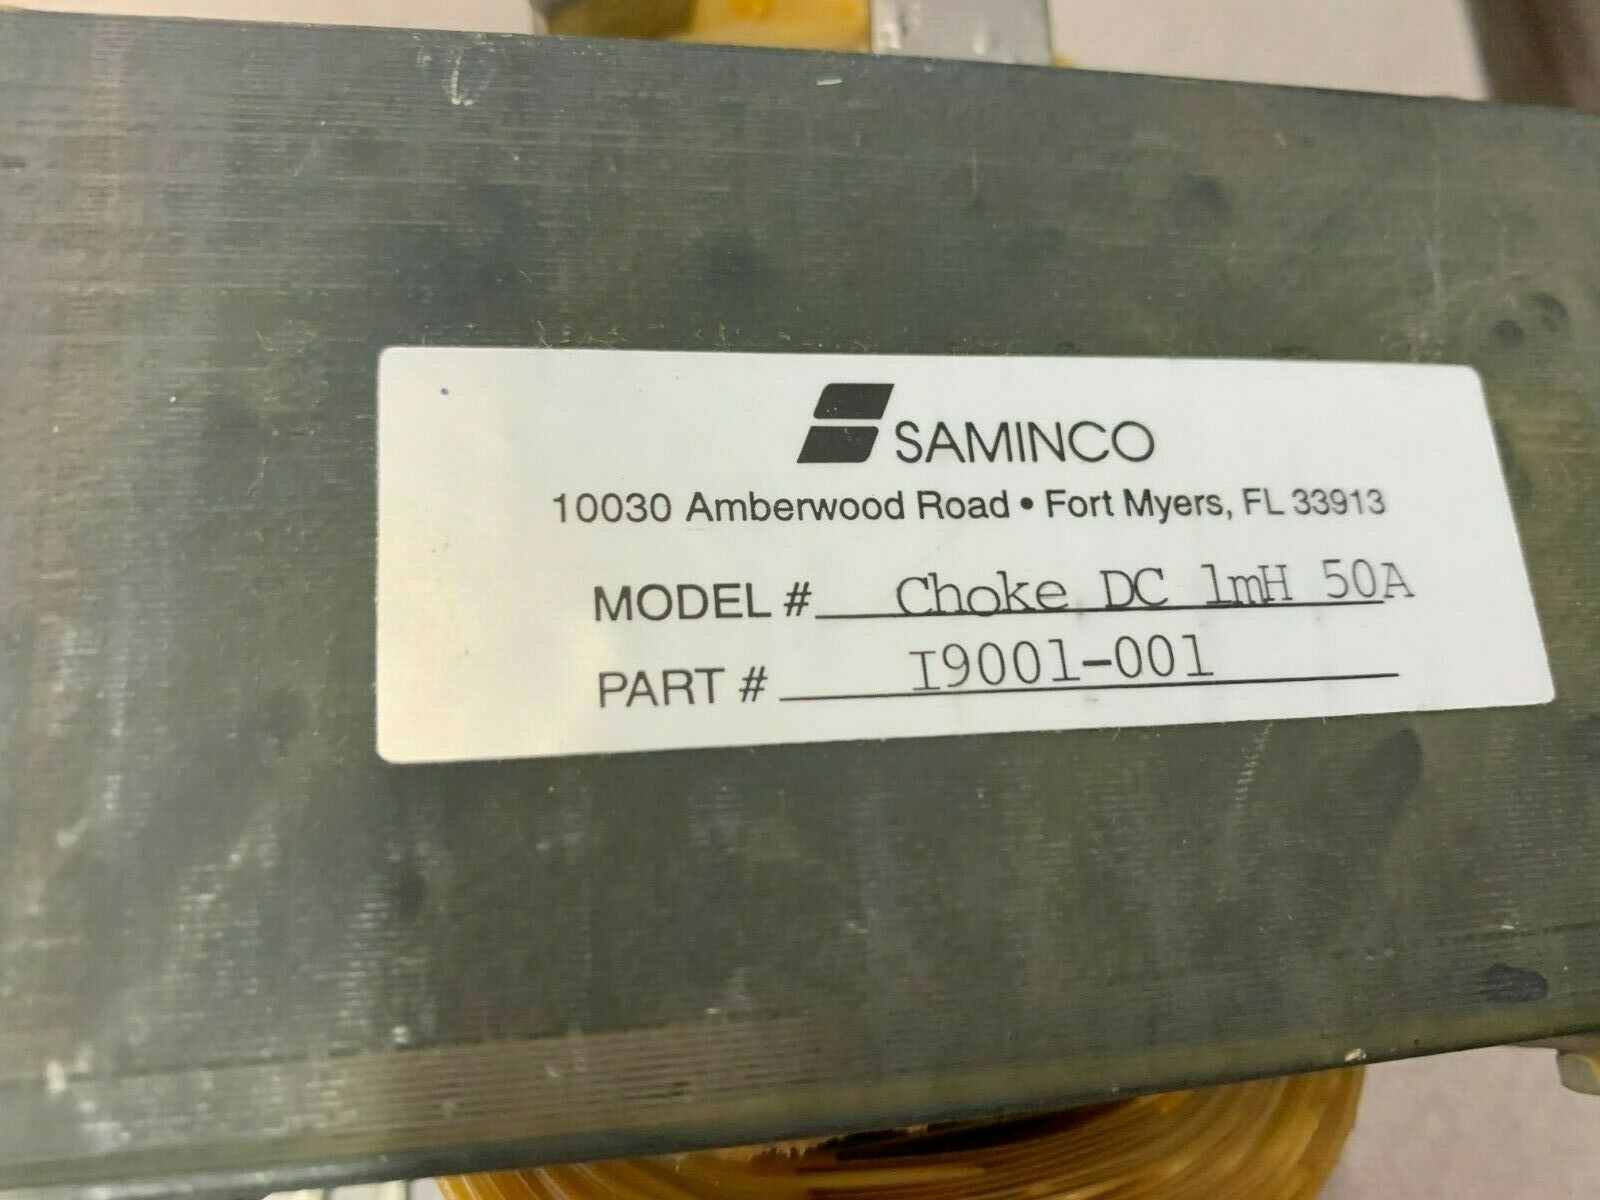 SAMINCO
10030 Amberwood Road • Fort Myers, FL 33913
MODEL # Choke DC 1mH 50A
PART # I9001-001